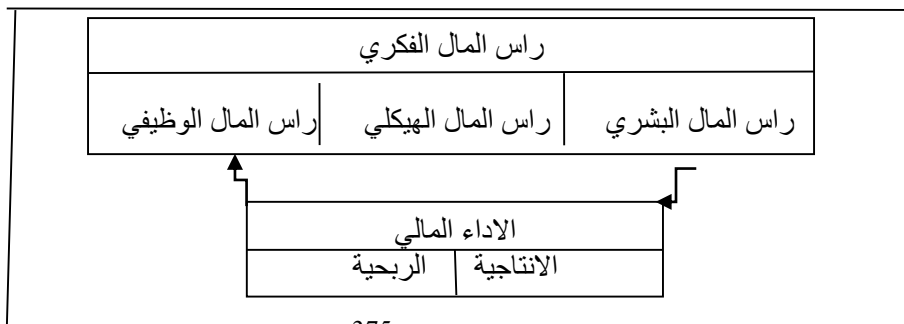 راس المال الفكري
راس المال البشري راس المال الهيكلي راس المال الوظيفي
الاداء المالي
الانتاجية الربحية